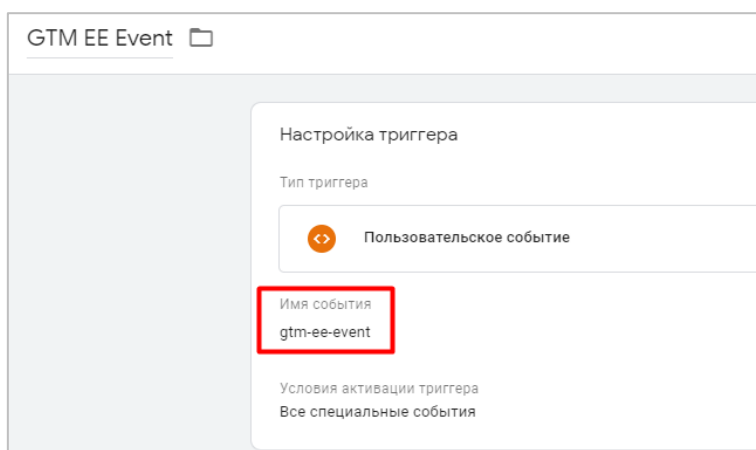 GTM EE Event
Настройка триггера
Тип триггера
Пользовательское событие
Имя события
gtm-ee-event
Условия активации триггера
Все специальные события